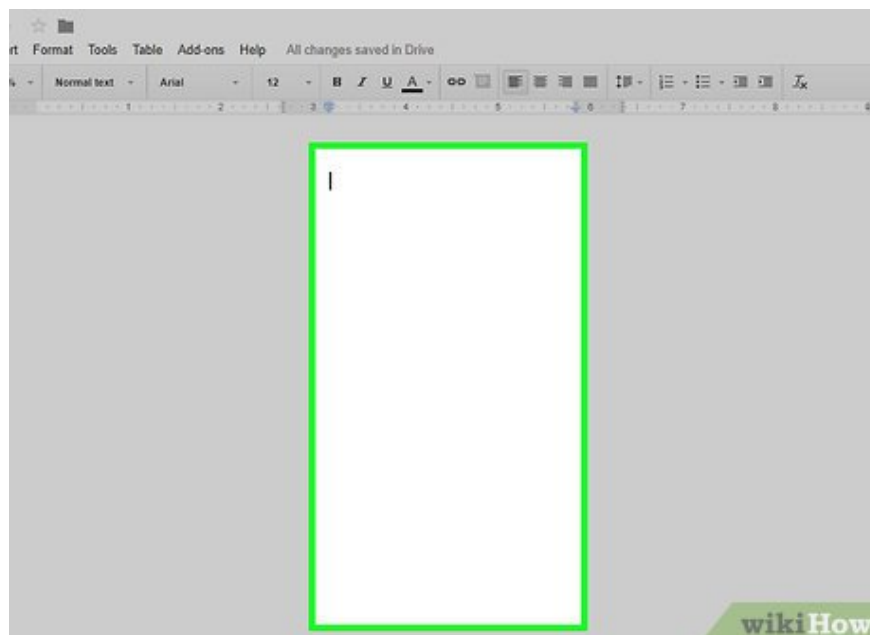 rt Format Tools Table Add-ons Help All changes saved in Drive
% Normal text Arial 12 B I U A
1 2 3 4 5 6 7 8 9
wikiHow